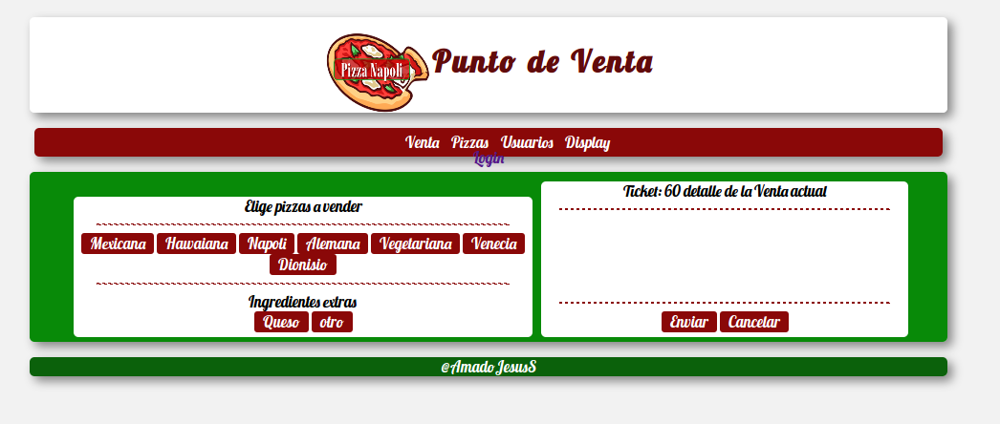 Pizza Napoli
Punto de Venta
Venta Pizzas Usuarios Display
Login
Elige pizzas a vender
Mexicana Hawaiana Napoli Alemana Vegetariana Venecia
Dionisio
Ingredientes extras
Queso otro
Ticket: 60 detalle de la Venta actual
Enviar Cancelar
@AmadoJesusS